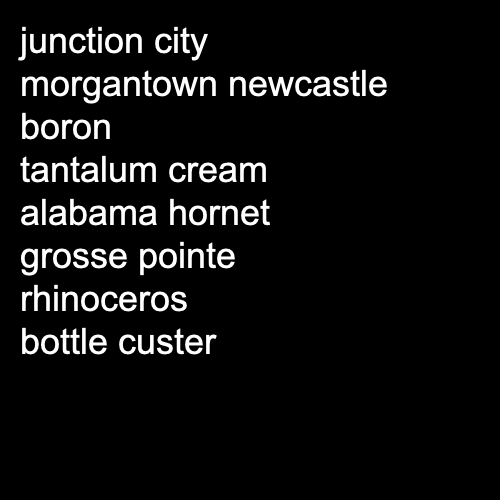 junction city
morgantown newcastle
boron
tantalum cream
alabama hornet
grosse pointe
rhinoceros
bottle custer